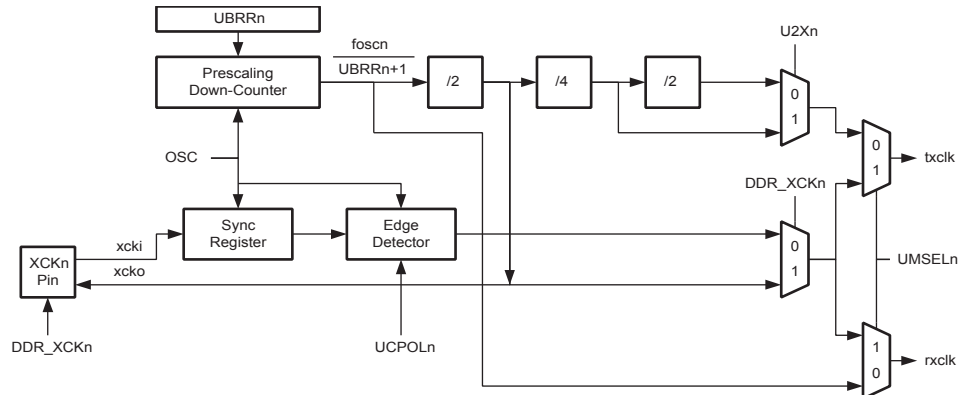 UBRRn
foscn
UBRRn+1
U2Xn
Prescaling
Down-Counter
/2
/4
/2
0
1
OSC
0
1
txclk
DDR_XCKn
Sync
Register
Edge
Detector
xcki
XCKn
Pin
xcko
0
1
UMSELn
DDR_XCKn
UCPOLn
1
0
rxclk